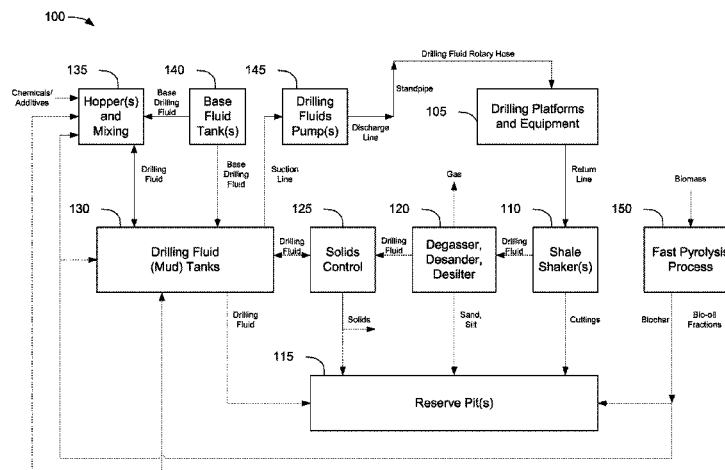 100
135
140
145
Drilling Fluid Rotary Hose
Chemicals/
Additives
Hopper(s)
and
Mixing
Base
Drilling
Fluid
Base
Fluid
Tank(s)
Drilling
Fluids
Pump(s)
Discharge
Line
Standpipe
105
Drilling Platforms
and Equipment
Drilling
Fluid
Base
Drilling
Fluid
Suction
Line
Gas
Return
Line
Biomass
130
125
120
110
150
Drilling Fluid
(Mud) Tanks
Drilling
Fluid
Solids
Control
Drilling
Fluid
Degasser,
Desander,
Desilter
Drilling
Fluid
Shale
Shaker(s)
Fast Pyrolysis
Process
Drilling
Fluid
Solids
Sand,
Silt
Cuttings
Biochar
Bio-oil
Fractions
115
Reserve Pit(s)